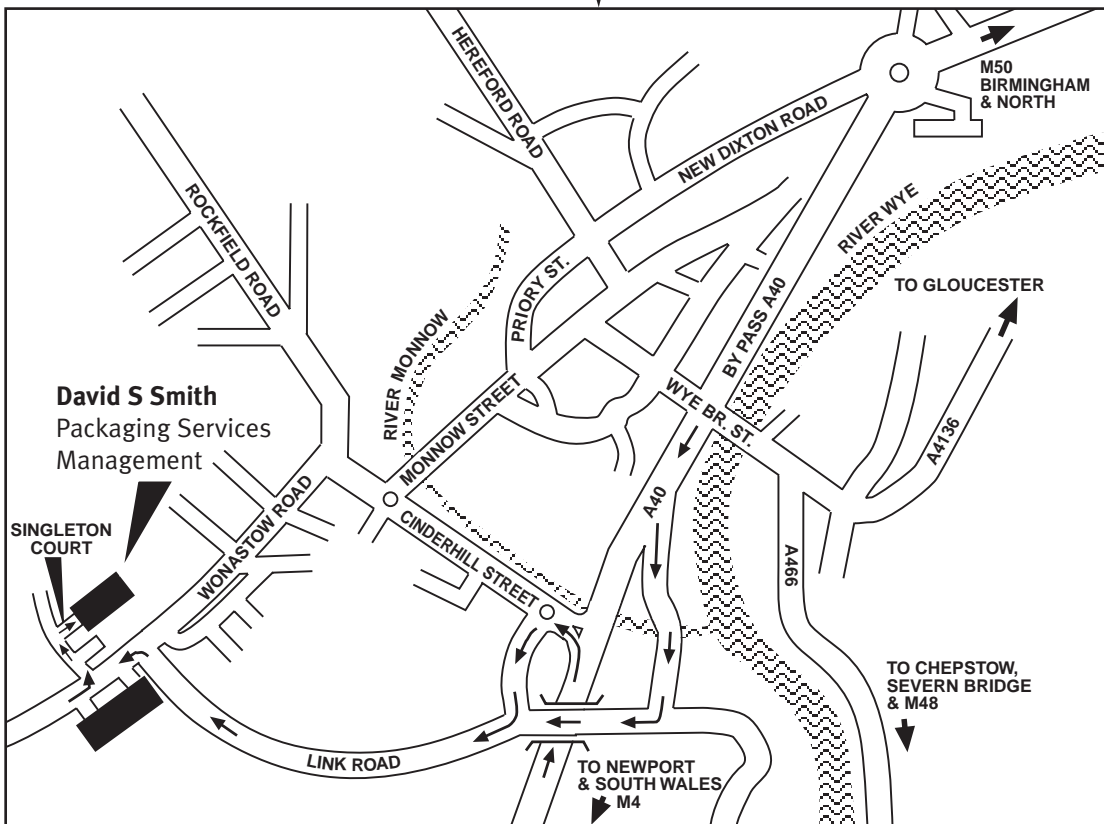 HEREFORD ROAD
M50
BIRMINGHAM
& NORTH
NEW DIXTON ROAD
ROCKFIELD ROAD
RIVER WYE
TO GLOUCESTER
PRIORY ST.
RIVER MONNOW
BY PASS A40
David S Smith
Packaging Services
Management
MONNOW STREET
WYE BR. ST.
A4136
A40
SINGLETON
COURT
WONASTOW ROAD
CINDERHILL STREET
A466
TO CHEPSTOW,
SEVERN BRIDGE
& M48
LINK ROAD
TO NEWPORT
& SOUTH WALES
M4